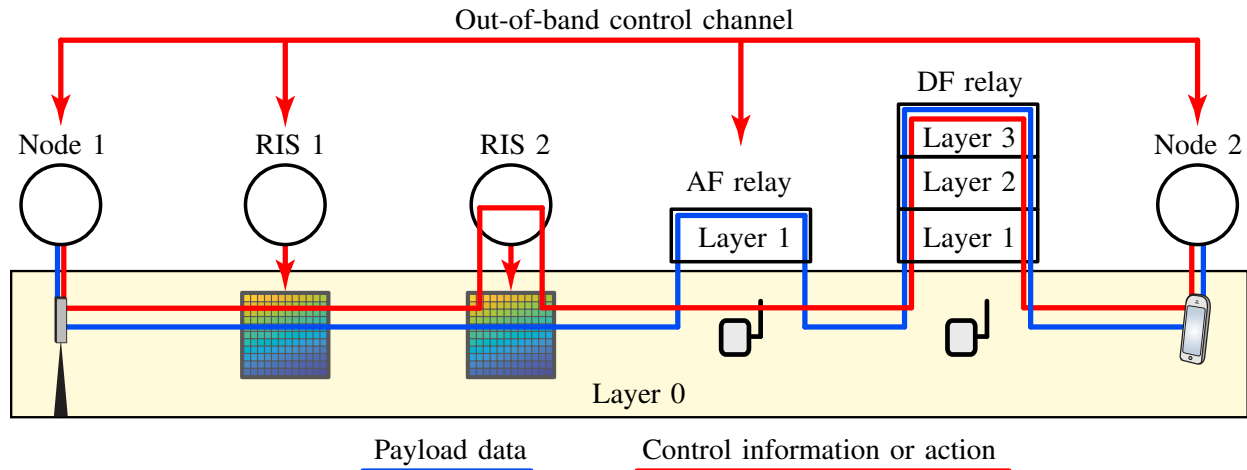 Out-of-band control channel
DF relay
Node 1
RIS 1
RIS 2
Layer 3
Node 2
AF relay
Layer 2
Layer 1
Layer 1
Layer 0
Payload data
Control information or action